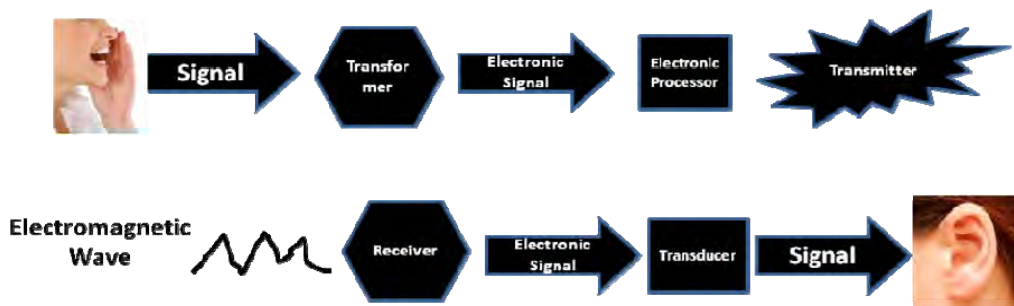 Signal
Transfor
mer
Electronic
Signal
Electronic
Processor
Transmitter
Electromagnetic
Wave
Receiver
Electronic
Signal
Transducer
Signal